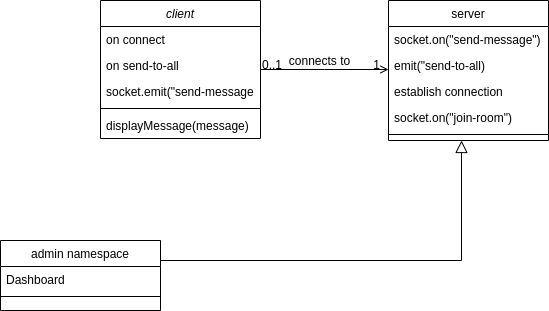 client
on connect
on send-to-all
socket.emit("send-message
displayMessage(message)
0..1 connects to 1
server
socket.on("send-message")
emit("send-to-all)
establish connection
socket.on("join-room")
admin namespace
Dashboard